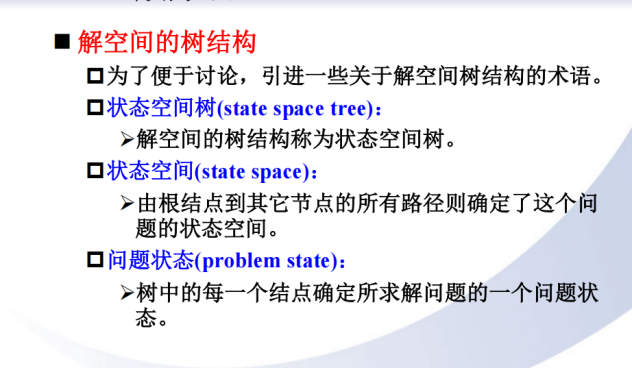 解空间的树结构
为了便于讨论，引进一些关于解空间树结构的术语。
状态空间树(state space tree)：
解空间的树结构称为状态空间树。
状态空间(state space)：
由根结点到其它节点的所有路径则确定了这个问
题的状态空间。
问题状态(problem state)：
树中的每一个结点确定所求解问题的一个问题状
态。